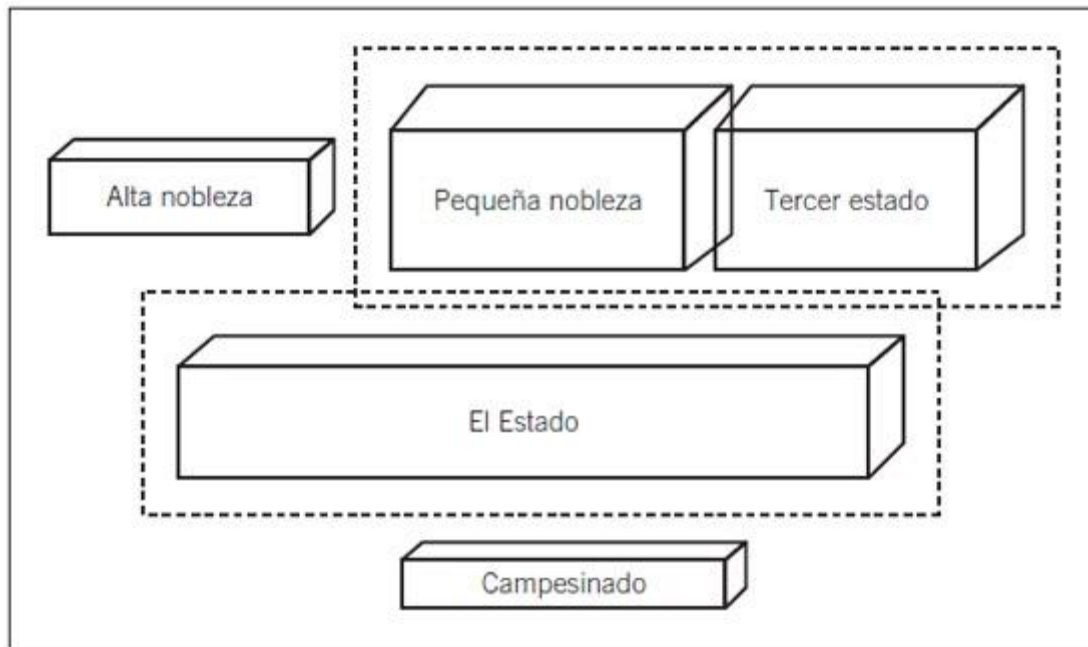 Alta nobleza
Pequeña nobleza
Tercer estado
El Estado
Campesinado